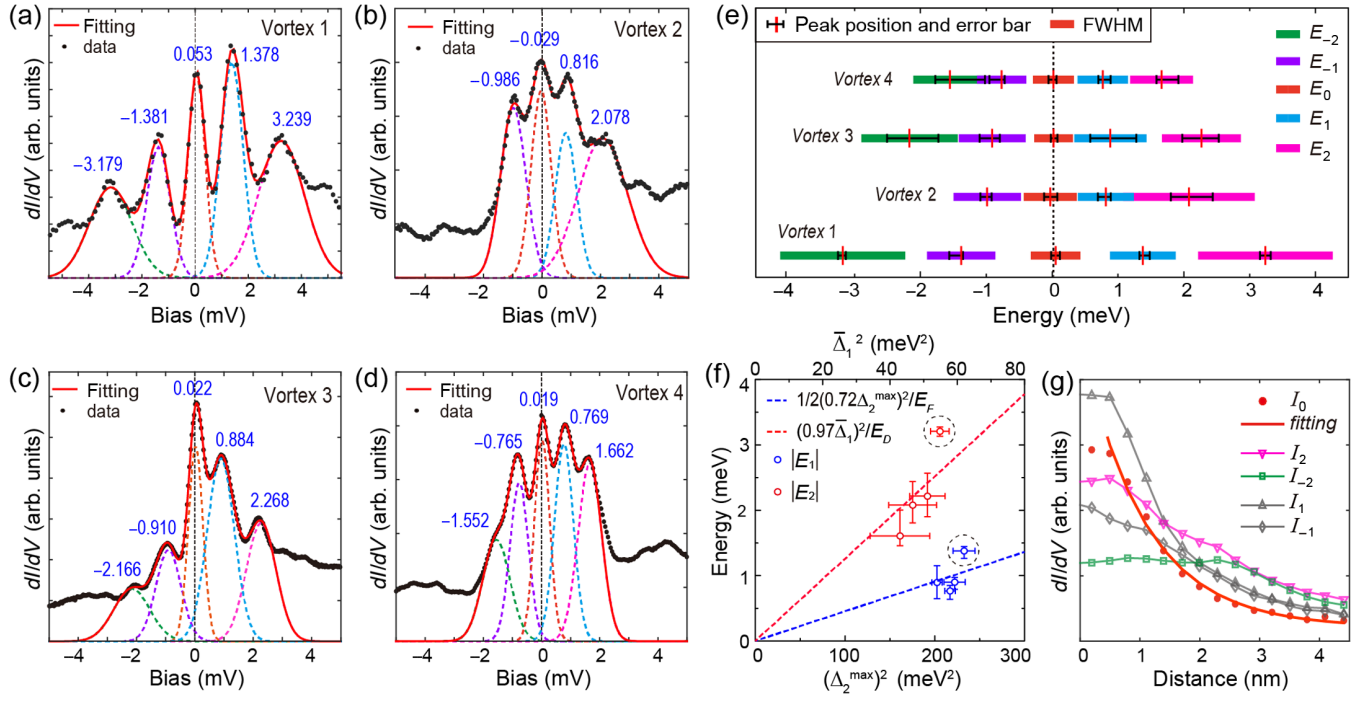 (a)
Fitting
data
Vortex 1
−3.179
−1.381
0.053
1.378
3.239
dI/dV (arb. units)
−4 −2 0 2 4
Bias (mV)
(b)
Fitting
data
Vortex 2
−0.986
−0.029
0.816
2.078
dI/dV (arb. units)
−4 −2 0 2 4
Bias (mV)
(e)
Peak position and error bar
FWHM
E₋₂
E₋₁
E₀
E₁
E₂
Vortex 4
Vortex 3
Vortex 2
Vortex 1
−4 −3 −2 −1 0 1 2 3 4
Energy (meV)
(c)
Fitting
data
Vortex 3
−2.166
−0.910
0.022
0.884
2.268
dI/dV (arb. units)
−4 −2 0 2 4
Bias (mV)
(d)
Fitting
data
Vortex 4
−1.552
−0.765
0.019
0.769
1.662
dI/dV (arb. units)
−4 −2 0 2 4
Bias (mV)
(f)
Δ̅₁² (meV²)
0 20 40 60 80
1/2(0.72Δ₂ᵐᵃˣ)²/E_F
(0.97Δ̅₁)²/E_D
|E₁|
|E₂|
Energy (meV)
4
3
2
1
0
0 100 200 300
(Δ₂ᵐᵃˣ)² (meV²)
(g)
I₀
fitting
I₂
I₋₂
I₁
I₋₁
dI/dV (arb. units)
0 1 2 3 4
Distance (nm)